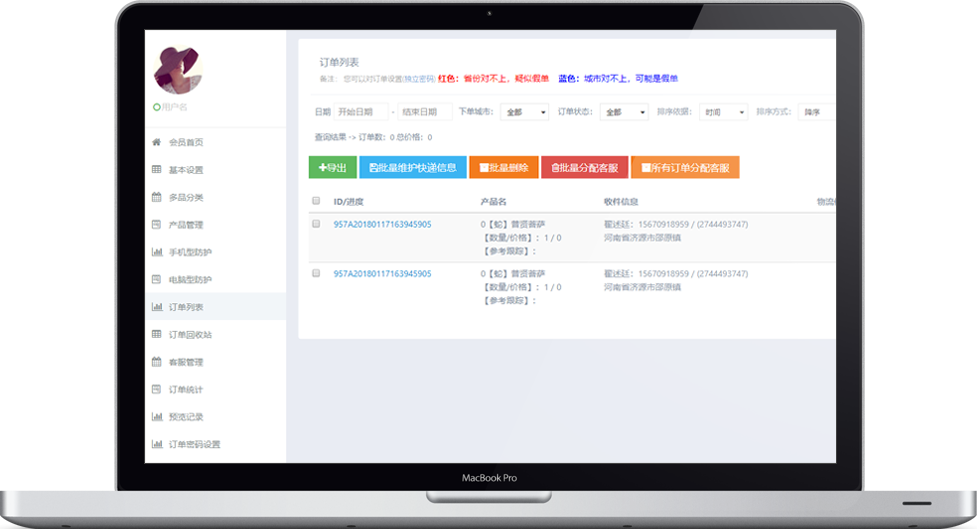 用户名
会员首页
基本设置
多品分类
产品管理
手机型防护
电脑型防护
订单列表
订单回收站
客服管理
订单统计
预览记录
订单密码设置
订单列表
备注: 您可以对订单设置(独立密码) 红色：省份对不上，疑似假单 蓝色：城市对不上，可能是假单
日期 开始日期 - 结束日期 下单城市: 全部 订单状态: 全部 排序依据: 时间 排序方式: 降序
查询结果 -> 订单数: 0 总价格: 0
导出 批量维护快递信息 批量删除 批量分配客服 所有订单分配客服
ID/进度 产品名 收件信息 物流
957A20180117163945905 0【蛇】普贤菩萨 翟述廷: 15670918959 / (2744493747)
【数量/价格】: 1 / 0 河南省济源市邵原镇
【参考跟踪】:
957A20180117163945905 0【蛇】普贤菩萨 翟述廷: 15670918959 / (2744493747)
【数量/价格】: 1 / 0 河南省济源市邵原镇
【参考跟踪】:
MacBook Pro